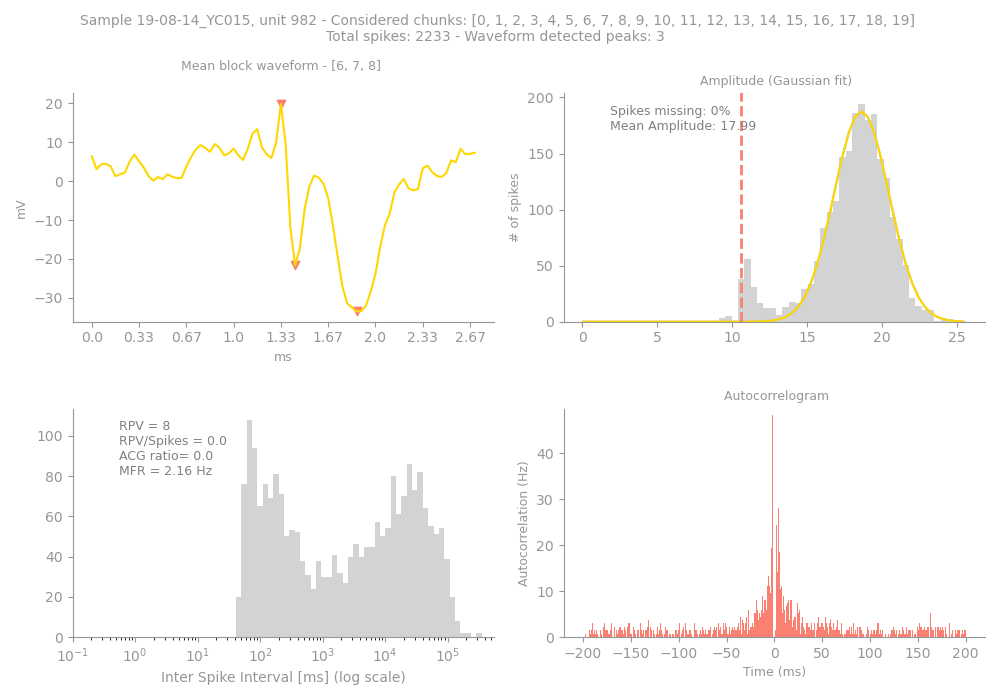 Sample 19-08-14_YC015, unit 982 - Considered chunks: [0, 1, 2, 3, 4, 5, 6, 7, 8, 9, 10, 11, 12, 13, 14, 15, 16, 17, 18, 19]
Total spikes: 2233 - Waveform detected peaks: 3
Mean block waveform - [6, 7, 8]
20
10
0
−10
−20
−30
mV
0.0 0.33 0.67 1.0 1.33 1.67 2.0 2.33 2.67
ms
Amplitude (Gaussian fit)
Spikes missing: 0%
Mean Amplitude: 17.99
200
150
100
50
0
# of spikes
0 5 10 15 20 25
RPV = 8
RPV/Spikes = 0.0
ACG ratio= 0.0
MFR = 2.16 Hz
100
80
60
40
20
0
10⁻¹ 10⁰ 10¹ 10² 10³ 10⁴ 10⁵
Inter Spike Interval [ms] (log scale)
Autocorrelogram
40
30
20
10
0
Autocorrelation (Hz)
−200 −150 −100 −50 0 50 100 150 200
Time (ms)